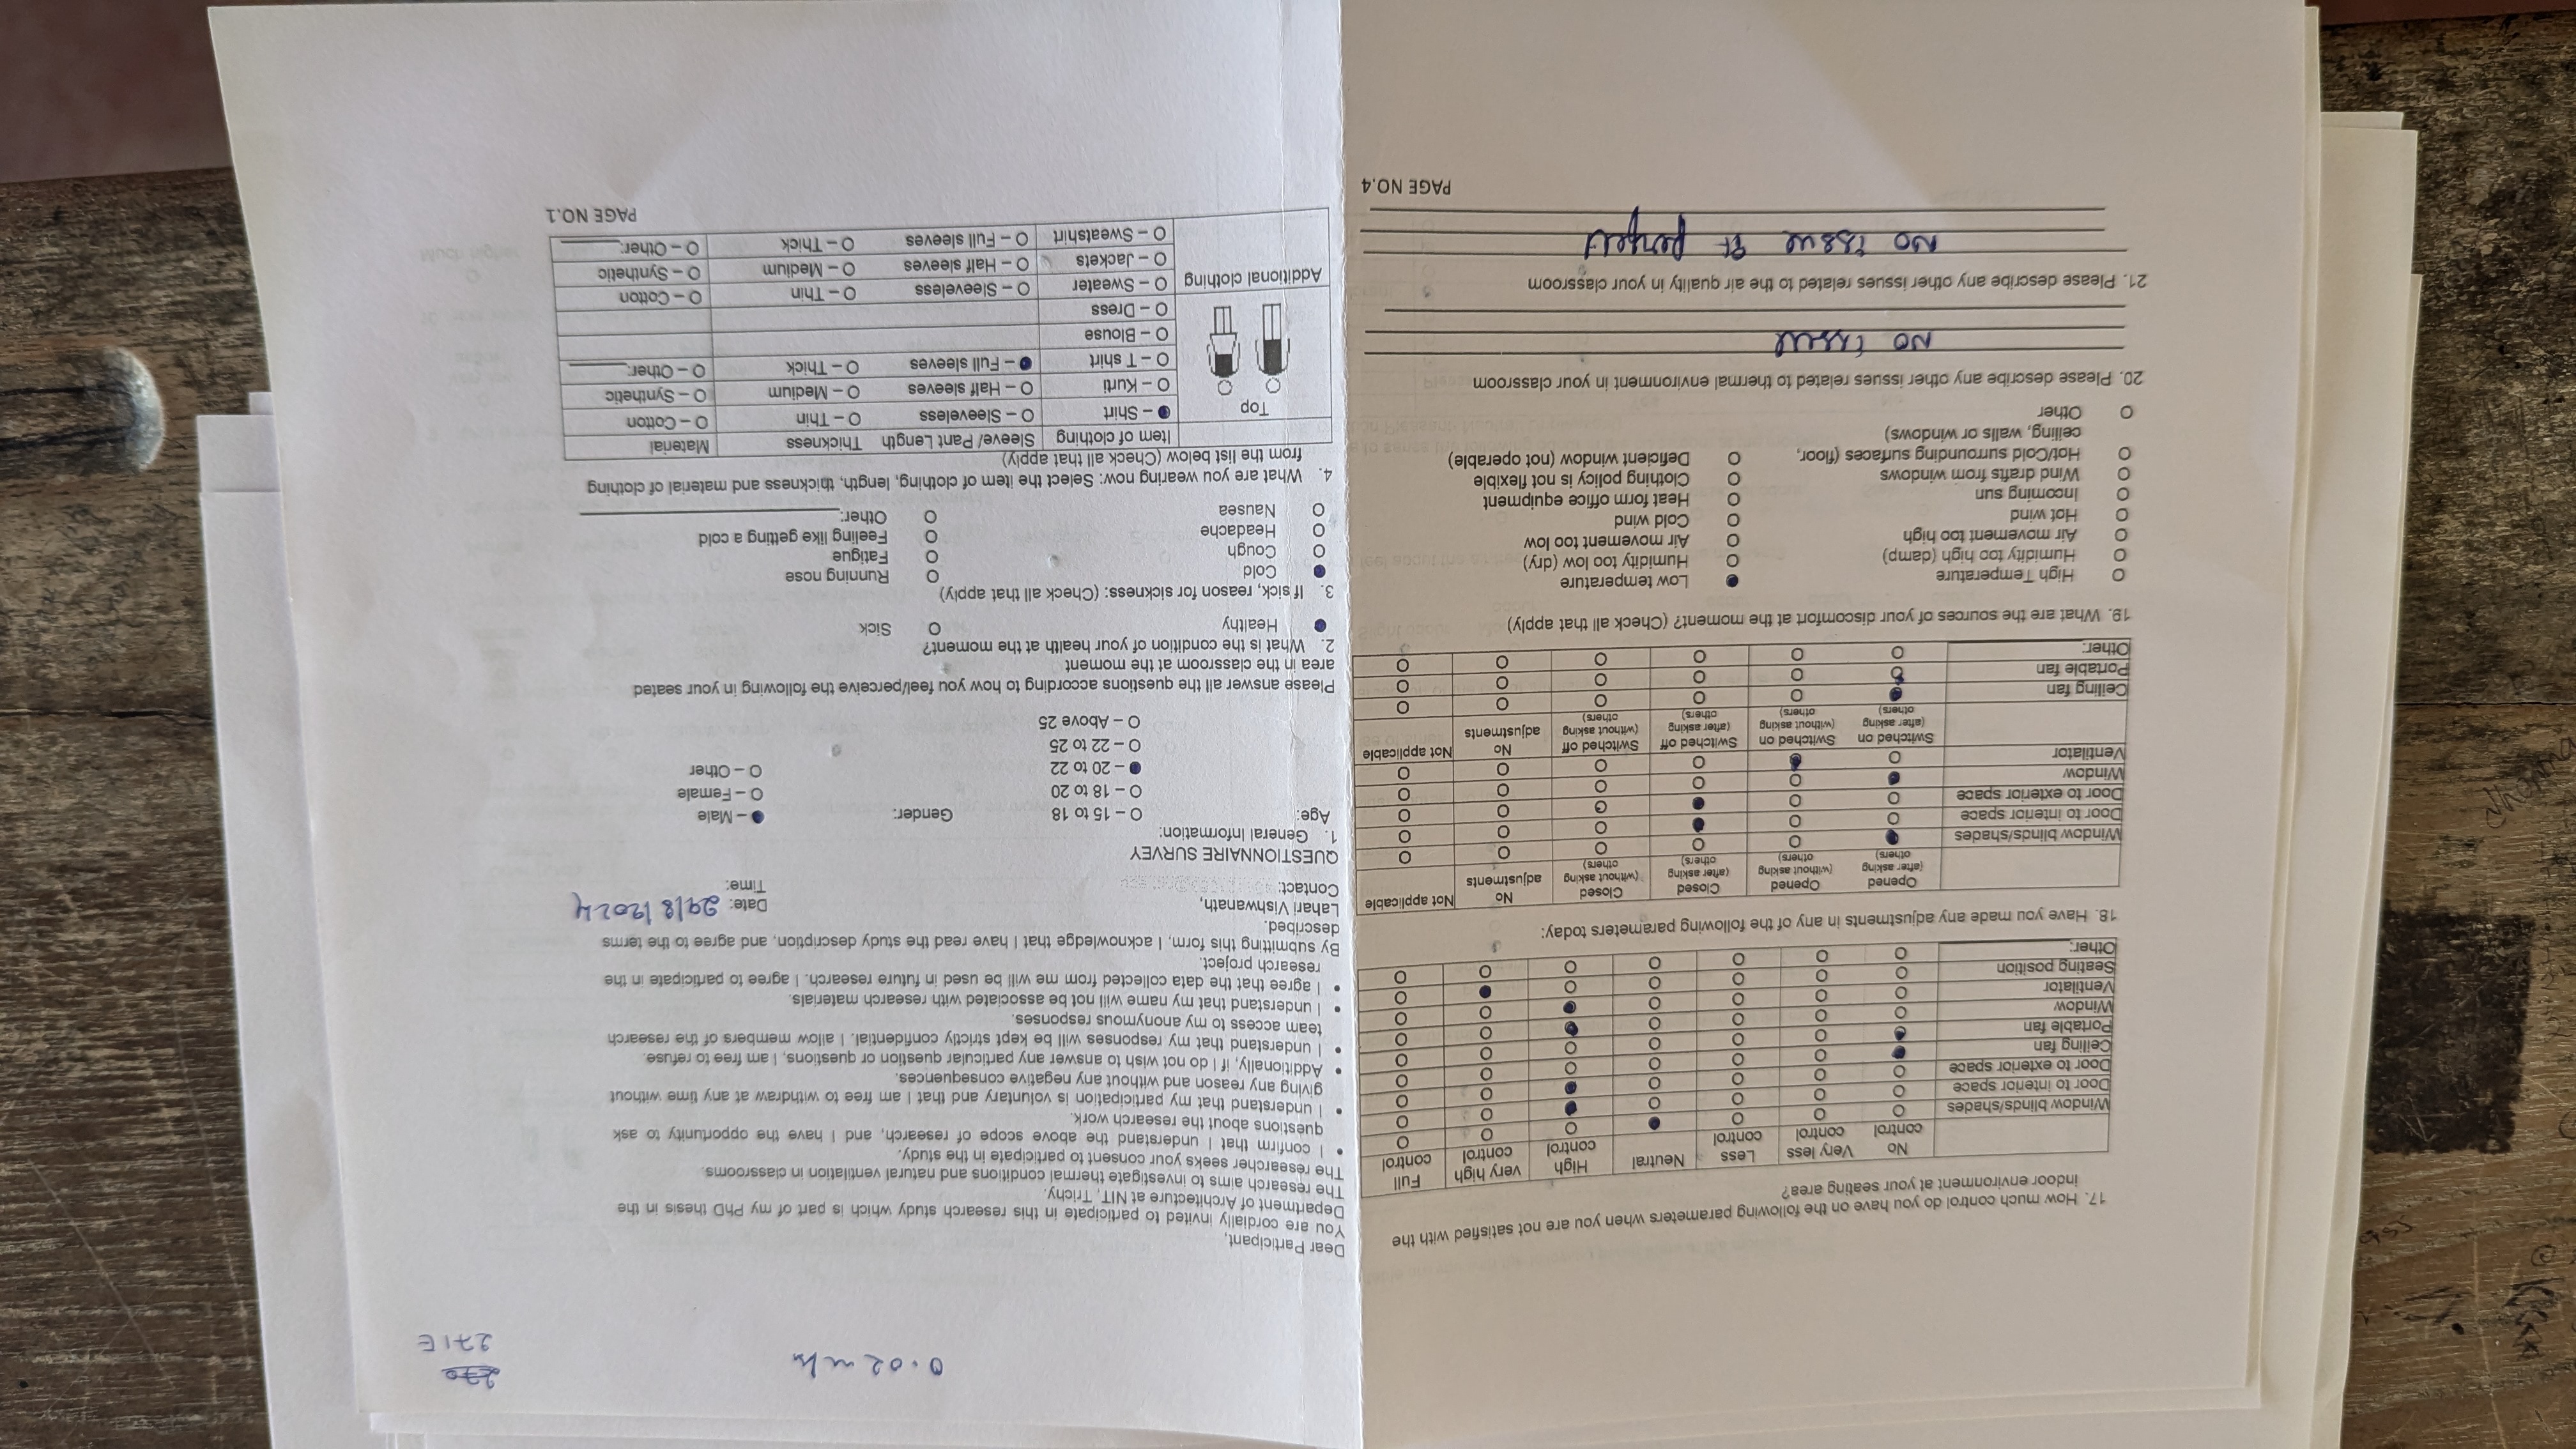 17. How much control do you have on the following parameters when you are not satisfied with the
indoor environment at your seating area?
No control Very less control Less control Neutral High control very high control Full control
Window blinds/shades O O O ● O O O
Door to interior space O O O O ● O O
Door to exterior space O O O O ● O O
Ceiling fan ● O O O O O O
Portable fan ● O O O O O O
Window O O O O ● O O
Ventilator O O O O ● O O
Seating position O O O O O ● O
Other:________ O O O O O O O
18. Have you made any adjustments in any of the following parameters today:
Opened (after asking others) Opened (without asking others) Closed (after asking others) Closed (without asking others) No adjustments Not applicable
Window blinds/shades ● O O O O O
Door to interior space O O ● O O O
Door to exterior space O O ● O O O
Window ● O O O O O
Ventilator O ● O O O O
Switched on (after asking others) Switched on (without asking others) Switched off (after asking others) Switched off (without asking others) No adjustments Not applicable
Ceiling fan ● O O O O O
Portable fan ● O O O O O
Other:________ O O O O O O
19. What are the sources of your discomfort at the moment? (Check all that apply)
O High Temperature ● Low temperature
O Humidity too high (damp) O Humidity too low (dry)
O Air movement too high O Air movement too low
O Hot wind O Cold wind
O Incoming sun O Heat form office equipment
O Wind drafts from windows O Clothing policy is not flexible
O Hot/Cold surrounding surfaces (floor, O Deficient window (not operable)
ceiling, walls or windows)
O Other
20. Please describe any other issues related to thermal environment in your classroom
No issue
21. Please describe any other issues related to the air quality in your classroom
No issue it perfect
PAGE NO.4
0.02 m/s
270
271E
Dear Participant,
You are cordially invited to participate in this research study which is part of my PhD thesis in the
Department of Architecture at NIT, Trichy.
The research aims to investigate thermal conditions and natural ventilation in classrooms.
The researcher seeks your consent to participate in the study.
• I confirm that I understand the above scope of research, and I have the opportunity to ask
questions about the research work.
• I understand that my participation is voluntary and that I am free to withdraw at any time without
giving any reason and without any negative consequences.
• Additionally, if I do not wish to answer any particular question or questions, I am free to refuse.
• I understand that my responses will be kept strictly confidential. I allow members of the research
team access to my anonymous responses.
• I understand that my name will not be associated with research materials.
• I agree that the data collected from me will be used in future research. I agree to participate in the
research project.
By submitting this form, I acknowledge that I have read the study description, and agree to the terms
described.
Lahari Vishwanath, Date: 29/8/2024
Contact: Time:
QUESTIONNAIRE SURVEY
1. General Information:
Age: O – 15 to 18 Gender: ● – Male
O – 18 to 20 O – Female
● – 20 to 22 O – Other
O – 22 to 25
O – Above 25
Please answer all the questions according to how you feel/perceive the following in your seated
area in the classroom at the moment
2. What is the condition of your health at the moment?
● Healthy O Sick
3. If sick, reason for sickness: (Check all that apply)
● Cold O Running nose
O Cough O Fatigue
O Headache O Feeling like getting a cold
O Nausea O Other:________
4. What are you wearing now: Select the item of clothing, length, thickness and material of clothing
from the list below (Check all that apply)
Item of clothing Sleeve/ Pant Length Thickness Material
Top ● – Shirt O – Sleeveless O – Thin O – Cotton
O – Kurti O – Half sleeves O – Medium O – Synthetic
O – T shirt ● – Full sleeves O – Thick O – Other:______
O – Blouse
O – Dress
Additional clothing O – Sweater O – Sleeveless O – Thin O – Cotton
O – Jackets O – Half sleeves O – Medium O – Synthetic
O – Sweatshirt O – Full sleeves O – Thick O – Other:______
PAGE NO.1